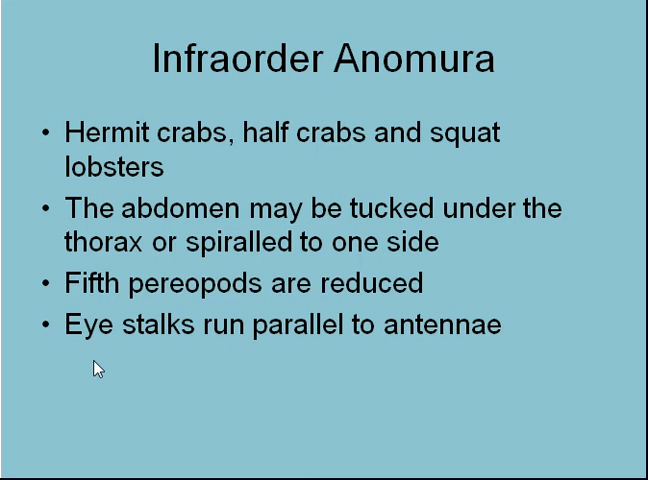 Infraorder Anomura
• Hermit crabs, half crabs and squat
lobsters
• The abdomen may be tucked under the
thorax or spiralled to one side
• Fifth pereopods are reduced
• Eye stalks run parallel to antennae